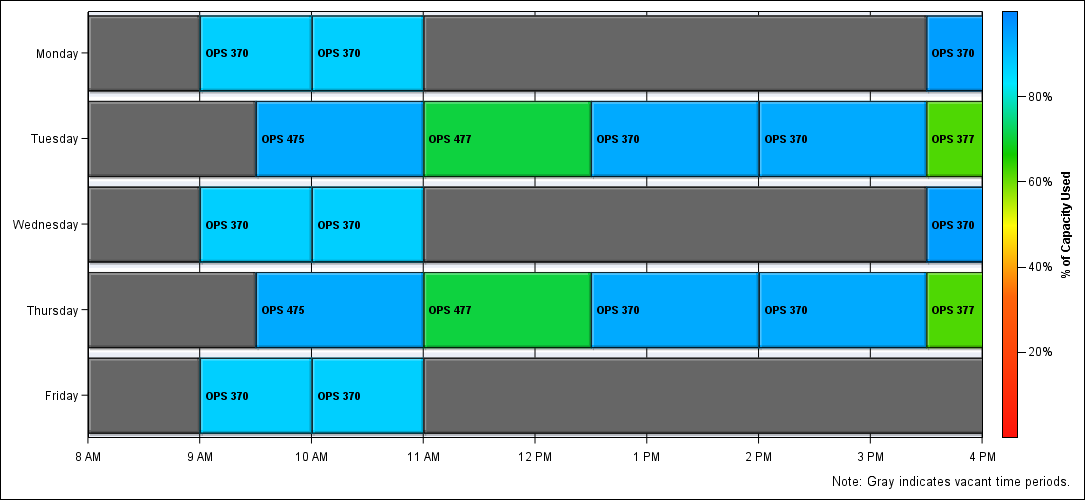 Monday OPS 370 OPS 370 OPS 370
Tuesday OPS 475 OPS 477 OPS 370 OPS 370 OPS 377
Wednesday OPS 370 OPS 370 OPS 370
Thursday OPS 475 OPS 477 OPS 370 OPS 370 OPS 377
Friday OPS 370 OPS 370
8 AM 9 AM 10 AM 11 AM 12 PM 1 PM 2 PM 3 PM 4 PM
80%
60%
40%
20%
% of Capacity Used
Note: Gray indicates vacant time periods.